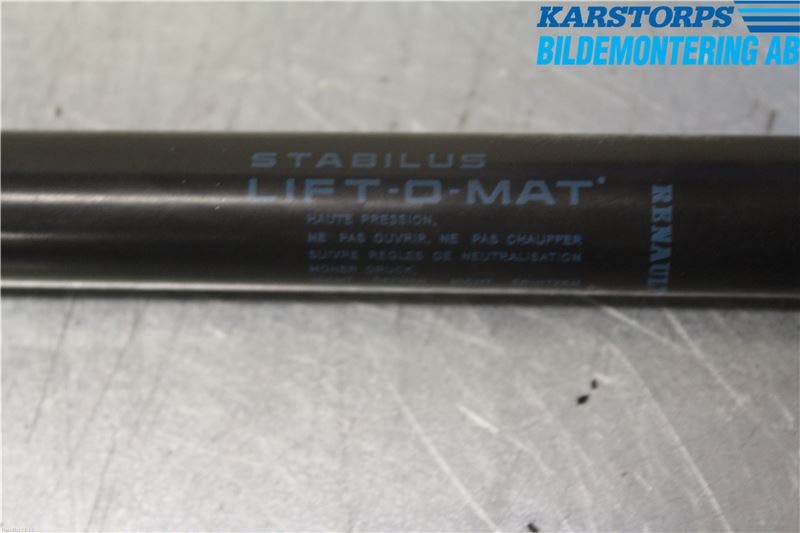 KARSTORPS
BILDEMONTERING AB
STABILUS
LIFT-O-MAT
HAUTE PRESSION,
NE PAS OUVRIR, NE PAS CHAUFFER
SUIVRE REGLES DE NEUTRALISATION
HOHER DRUCK,
RENAULT